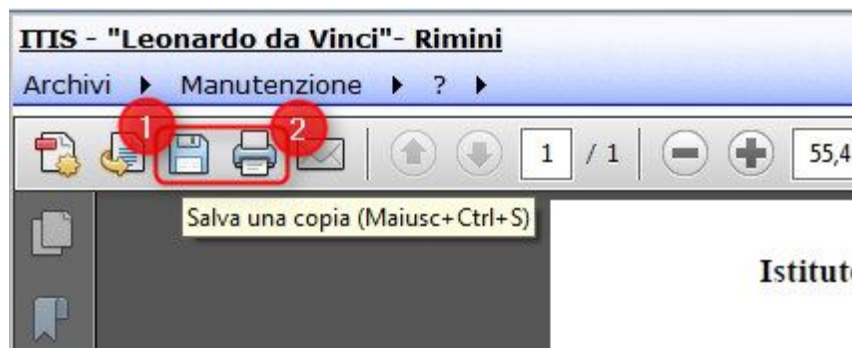 ITIS - "Leonardo da Vinci"- Rimini
Archivi Manutenzione ?
1 2
1 / 1 55,4
Salva una copia (Maiusc+Ctrl+S)
Istitut